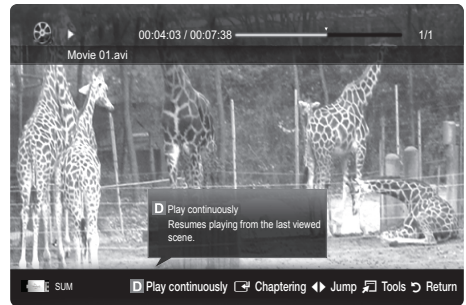 00:04:03 / 00:07:38 1/1
Movie 01.avi
D Play continuously
Resumes playing from the last viewed
scene.
SUM D Play continuously Chaptering Jump Tools Return